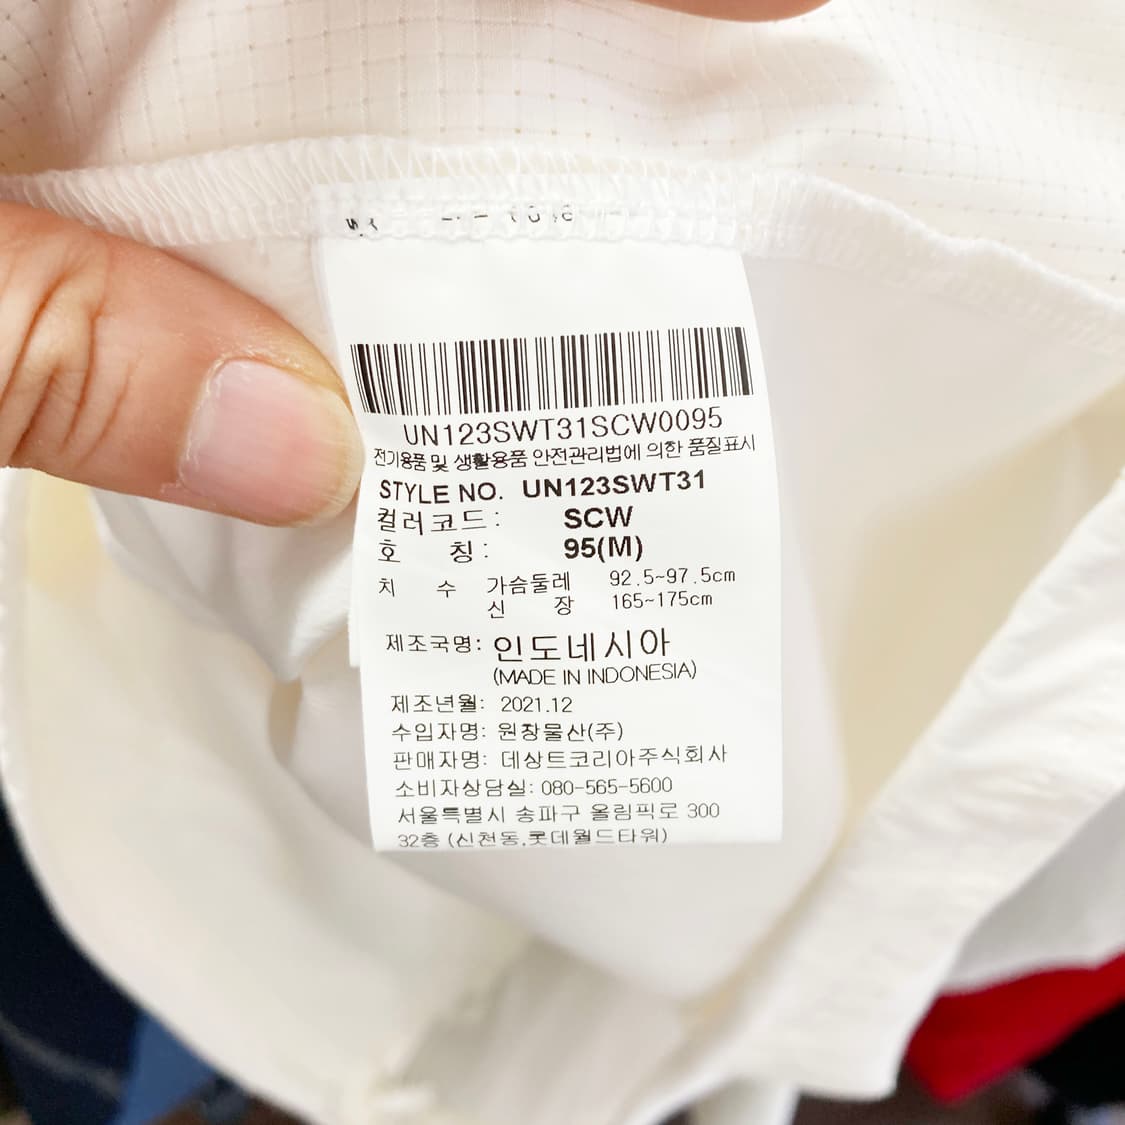 UN123SWT31SCW0095
전기용품 및 생활용품 안전관리법에 의한 품질표시
STYLE NO. UN123SWT31
컬러코드: SCW
호 칭: 95(M)
치 수 가슴둘레 92.5~97.5cm
신 장 165~175cm
제조국명: 인도네시아
(MADE IN INDONESIA)
제조년월: 2021.12
수입자명: 원창물산(주)
판매자명: 데상트코리아주식회사
소비자상담실: 080-565-5600
서울특별시 송파구 올림픽로 300
32층 (신천동,롯데월드타워)